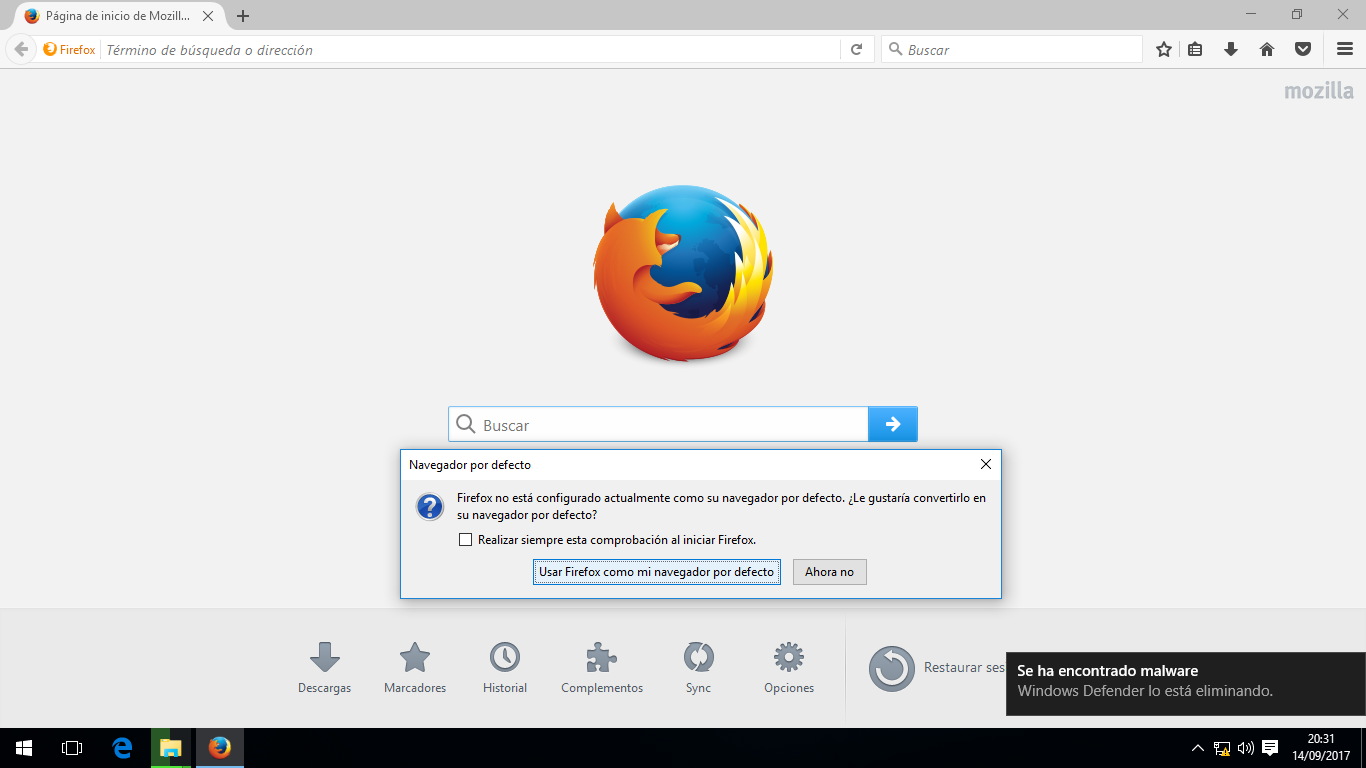 Página de inicio de Mozill...
Firefox
Término de búsqueda o dirección
Buscar
mozilla
Buscar
Navegador por defecto
Firefox no está configurado actualmente como su navegador por defecto. ¿Le gustaría convertirlo en
su navegador por defecto?
Realizar siempre esta comprobación al iniciar Firefox.
Usar Firefox como mi navegador por defecto
Ahora no
Descargas
Marcadores
Historial
Complementos
Sync
Opciones
Restaurar ses
Se ha encontrado malware
Windows Defender lo está eliminando.
20:31
14/09/2017